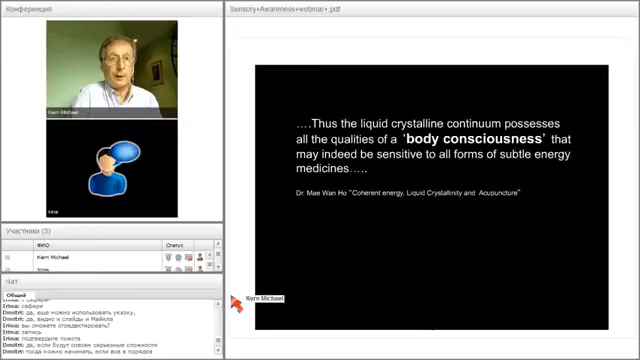 Конференция
Kern Michael
Irina
Участники (3)
ФИО
Статус
Kern Michael
Irina
Чат
Общий
Irina: сафари
Dmitri: да, еще можно использовать указку,
Dmitri: да, видно и слайды и Майкла
Irina: вы сможете отредактировать?
Irina: запись
Irina: подтвердите пожста
Dmitri: да, если будут совсем серьезные сложности
Dmitri: тогда можно начинать, если все в порядке
Sensory+Awareness+webinar+.pdf
….Thus the liquid crystalline continuum possesses
all the qualities of a ‘body consciousness’ that
may indeed be sensitive to all forms of subtle energy
medicines…..
Dr. Mae Wan Ho “Coherent energy, Liquid Crystallinity and Acupuncture”
Kern Michael